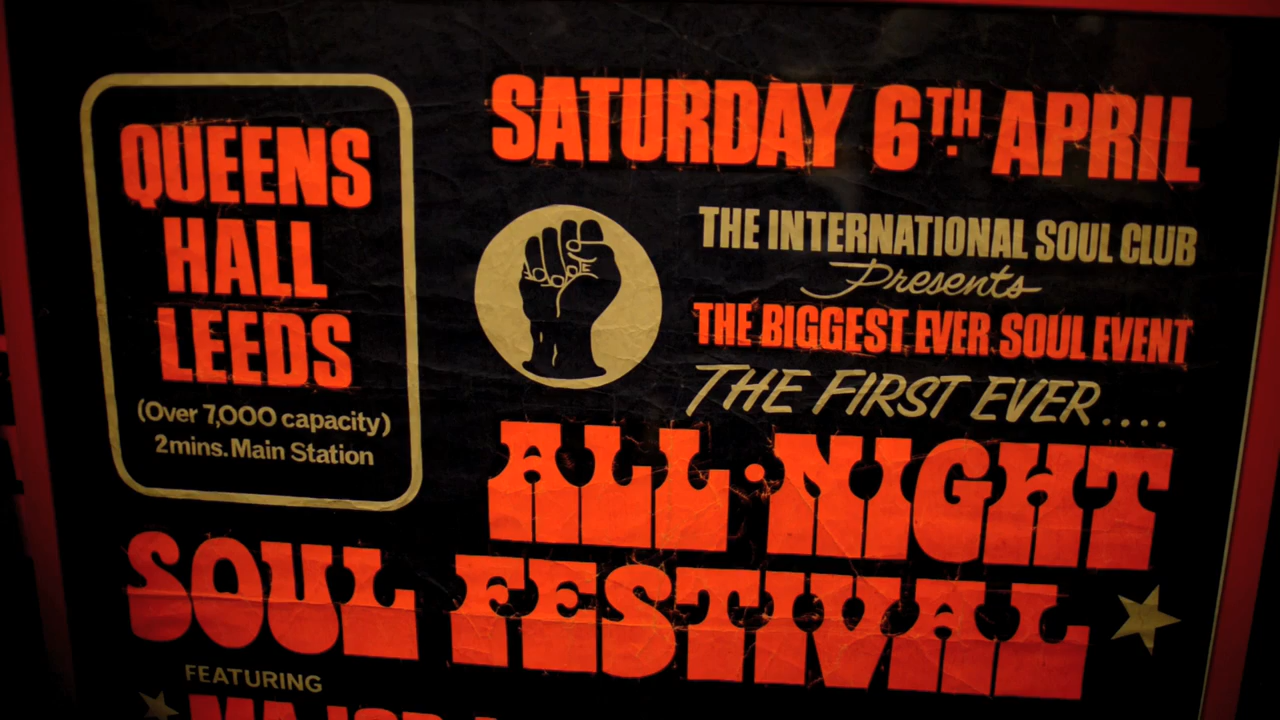 QUEENS
HALL
LEEDS
(Over 7,000 capacity)
2mins. Main Station
SATURDAY 6TH APRIL
THE INTERNATIONAL SOUL CLUB
Presents
THE BIGGEST EVER SOUL EVENT
THE FIRST EVER....
ALL·NIGHT
SOUL FESTIVAL
FEATURING
MAJOR